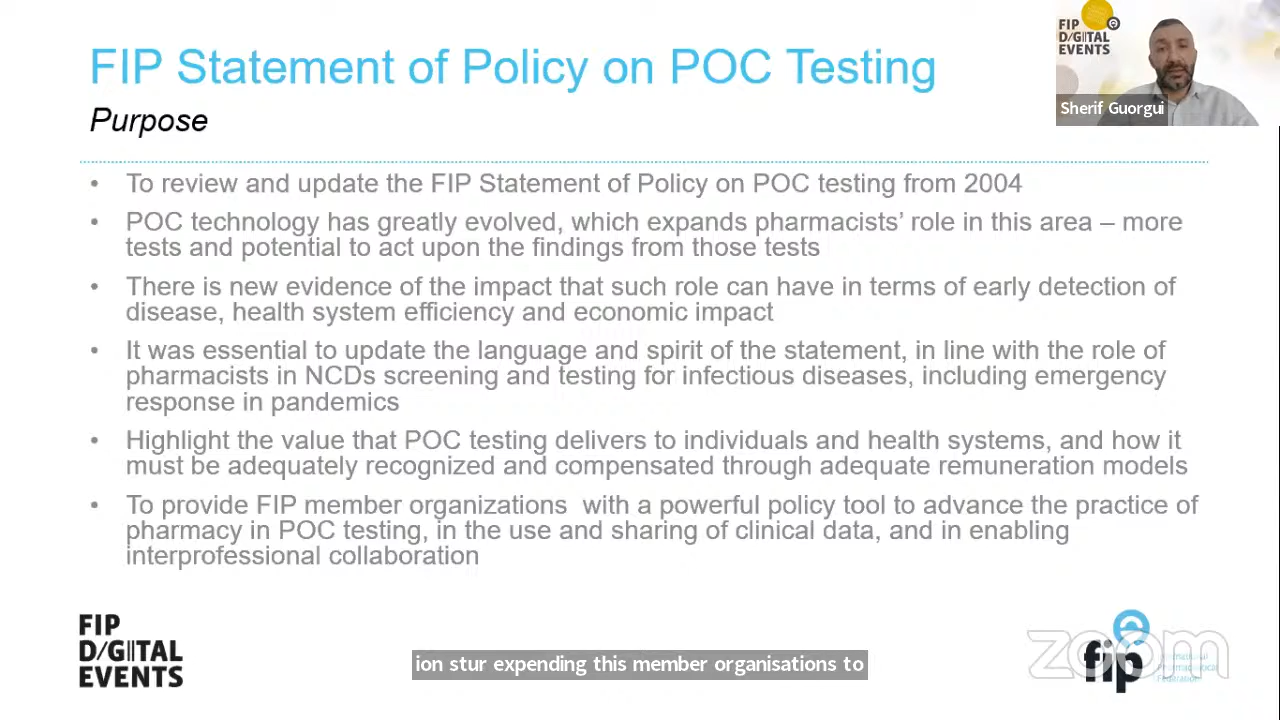 FIP Statement of Policy on POC Testing
Purpose
FIP
D/GITAL
EVENTS
Sherif Guorgui
• To review and update the FIP Statement of Policy on POC testing from 2004
• POC technology has greatly evolved, which expands pharmacists’ role in this area – more
tests and potential to act upon the findings from those tests
• There is new evidence of the impact that such role can have in terms of early detection of
disease, health system efficiency and economic impact
• It was essential to update the language and spirit of the statement, in line with the role of
pharmacists in NCDs screening and testing for infectious diseases, including emergency
response in pandemics
• Highlight the value that POC testing delivers to individuals and health systems, and how it
must be adequately recognized and compensated through adequate remuneration models
• To provide FIP member organizations  with a powerful policy tool to advance the practice of
pharmacy in POC testing, in the use and sharing of clinical data, and in enabling
interprofessional collaboration
FIP
D/GITAL
EVENTS
ion stur expending this member organisations to
zoom
fip
Pharmaceutical
Federation